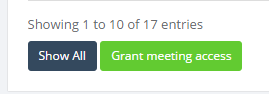 Showing 1 to 10 of 17 entries
Show All Grant meeting access